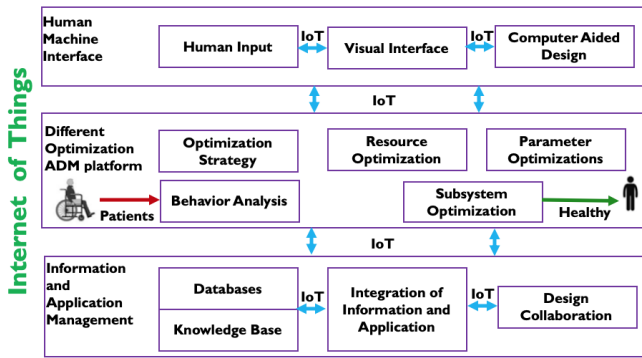 Internet of Things
Human
Machine
Interface
Human Input
IoT
Visual Interface
IoT
Computer Aided
Design
IoT
Different
Optimization
ADM platform
Optimization
Strategy
Resource
Optimization
Parameter
Optimizations
Patients
Behavior Analysis
Subsystem
Optimization
Healthy
IoT
Information
and
Application
Management
Databases
Knowledge Base
IoT
Integration of
Information and
Application
IoT
Design
Collaboration